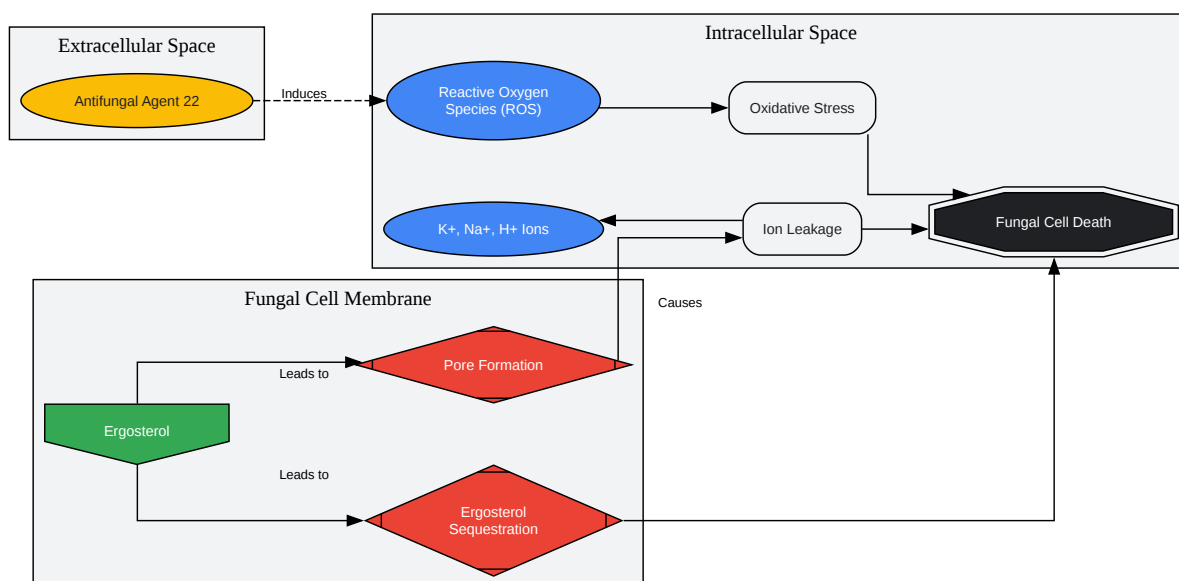 Extracellular Space
Intracellular Space
Antifungal Agent 22
Induces
Reactive Oxygen
Species (ROS)
Oxidative Stress
K+, Na+, H+ Ions
Ion Leakage
Fungal Cell Death
Fungal Cell Membrane
Causes
Pore Formation
Leads to
Ergosterol
Leads to
Ergosterol
Sequestration